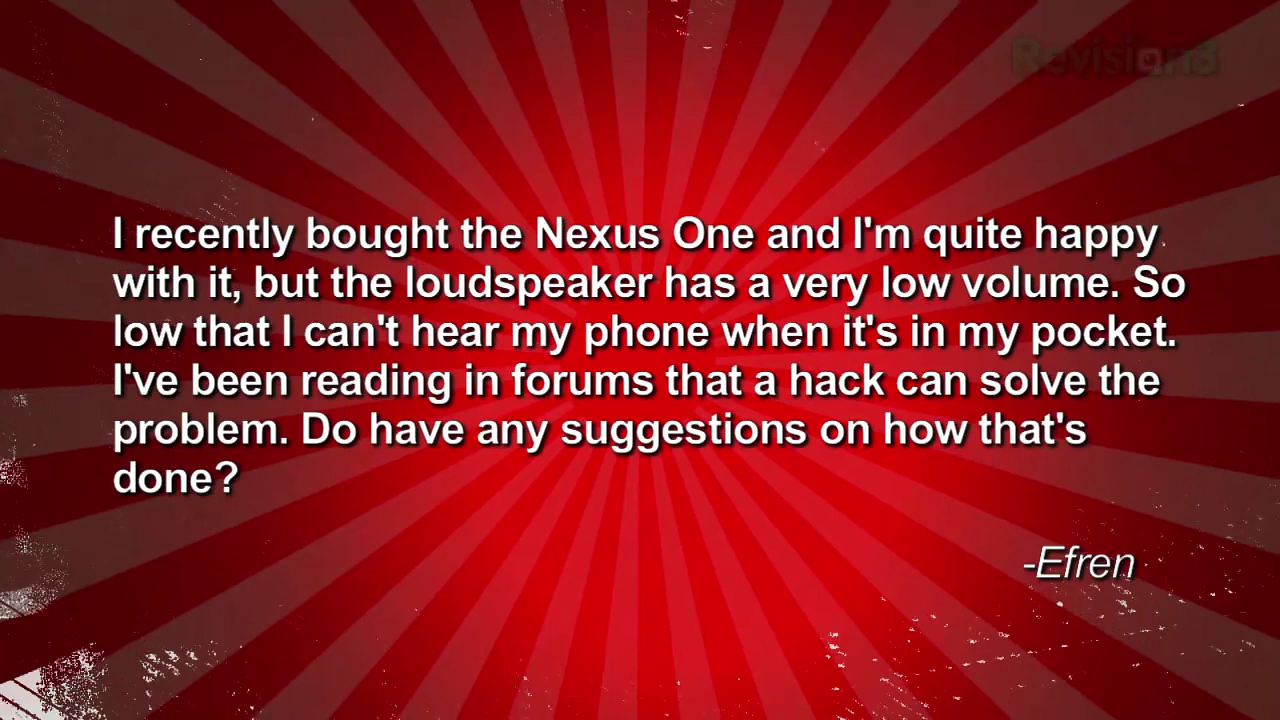 Revision3
I recently bought the Nexus One and I'm quite happy
with it, but the loudspeaker has a very low volume. So
low that I can't hear my phone when it's in my pocket.
I've been reading in forums that a hack can solve the
problem. Do have any suggestions on how that's
done?
-Efren